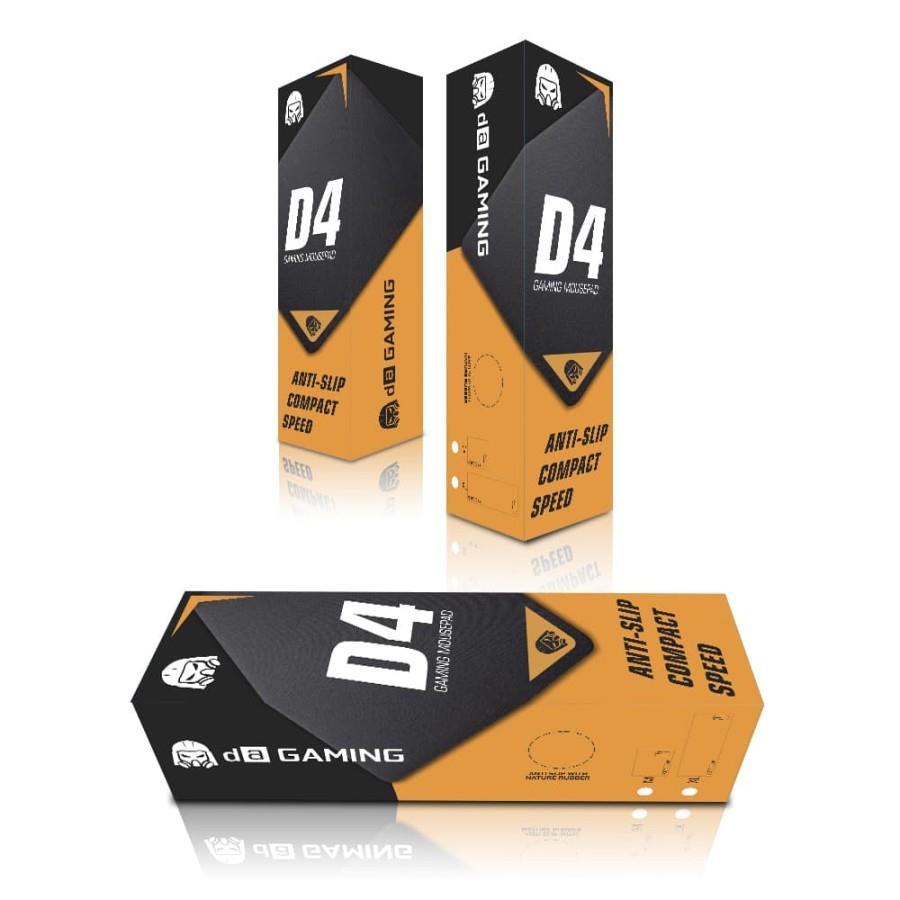 D4
GAMING MOUSEPAD
ANTI-SLIP
COMPACT
SPEED
da GAMING
da GAMING
D4
GAMING MOUSEPAD
ANTI-SLIP
COMPACT
SPEED
D4
GAMING MOUSEPAD
ANTI-SLIP
COMPACT
SPEED
da GAMING
ANTI-SLIP WITH
NATURE RUBBER